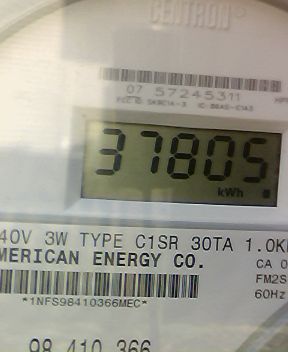 CENTRON®
07 57245311
37805
kWh
40V 3W TYPE C1SR 30TA 1.0K
MERICAN ENERGY CO.
CA 0
FM2S
60Hz
*1NFS98410366MEC*
98 410 366